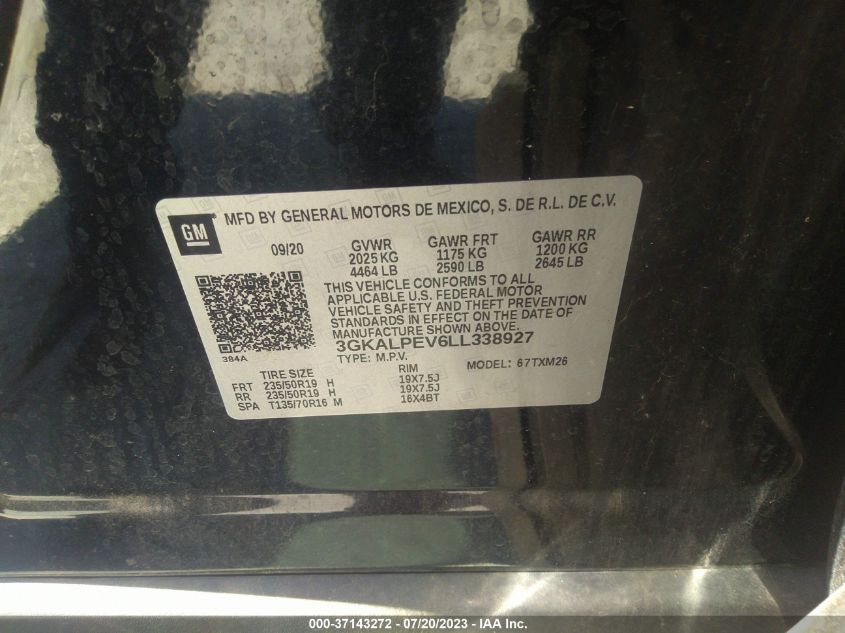 GM
MFD BY GENERAL MOTORS DE MEXICO, S. DE R.L. DE C.V.
09/20 GVWR GAWR FRT GAWR RR
2025 KG 1175 KG 1200 KG
4464 LB 2590 LB 2645 LB
THIS VEHICLE CONFORMS TO ALL
APPLICABLE U.S. FEDERAL MOTOR
VEHICLE SAFETY AND THEFT PREVENTION
STANDARDS IN EFFECT ON THE DATE OF
MANUFACTURE SHOWN ABOVE.
384A
3GKALPEV6LL338927
TYPE: M.P.V. MODEL: 67TXM26
TIRE SIZE RIM
FRT 235/50R19 H 19X7.5J
RR 235/50R19 H 19X7.5J
SPA T135/70R16 M 16X4BT
000-37143272 - 07/20/2023 - IAA Inc.